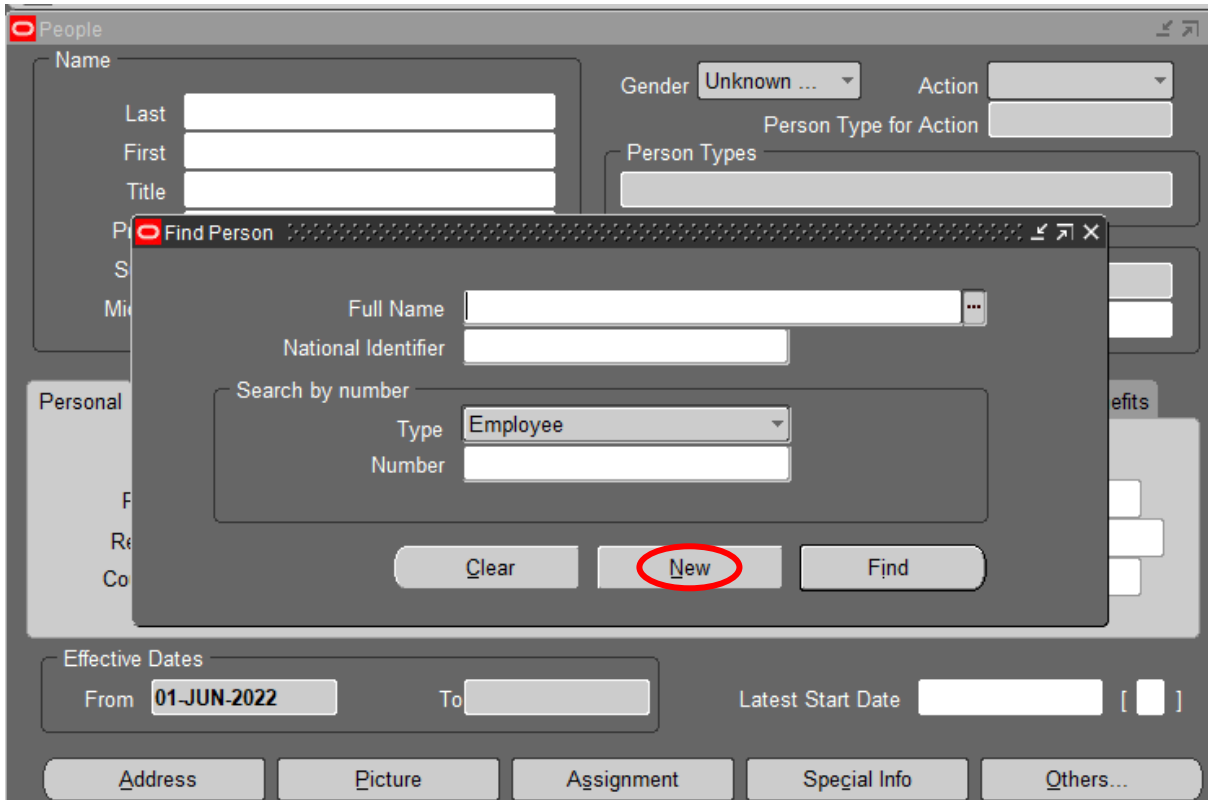 People
Name
Gender Unknown ... Action
Last
Person Type for Action
First
Person Types
Title
Find Person
Full Name ...
National Identifier
Search by number
Personal
Type Employee
Number
Clear New Find
Effective Dates
From 01-JUN-2022 To Latest Start Date [ ]
Address Picture Assignment Special Info Others...